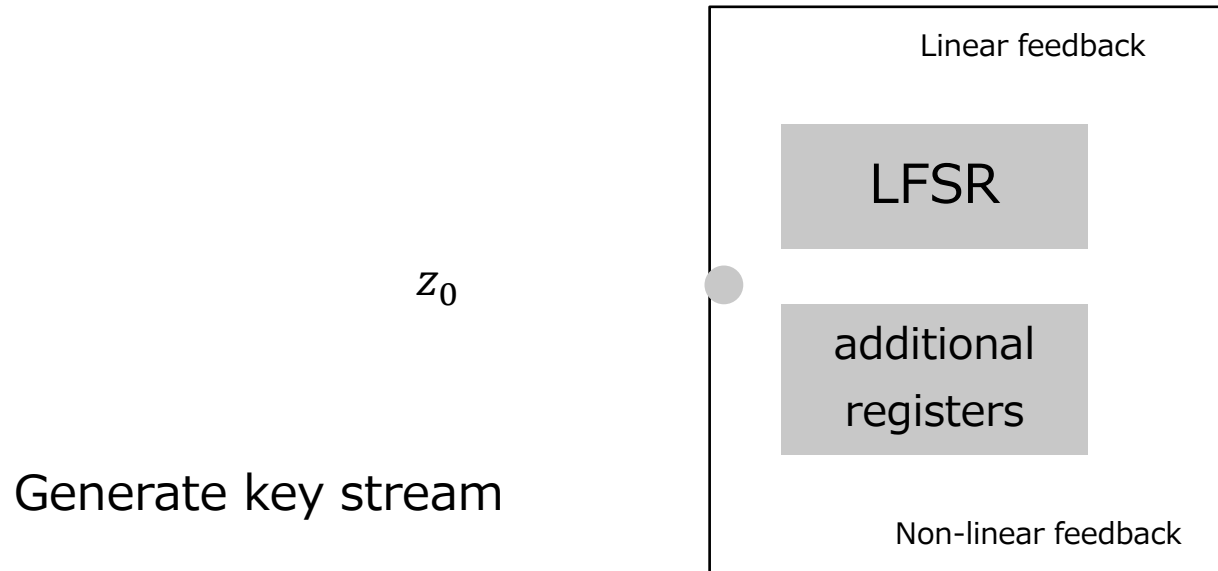 Linear feedback
LFSR
z₀
additional
registers
Generate key stream
Non-linear feedback